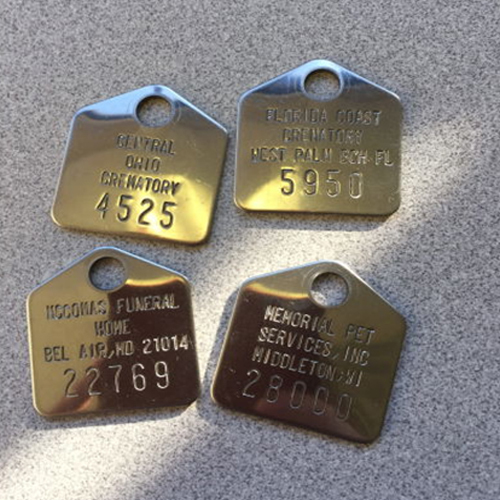 CENTRAL
OHIO
CREMATORY
4525
FLORIDA COAST
CREMATORY
WEST PALM BCH FL
5950
MCCOMAS FUNERAL
HOME
BEL AIR, MD 21014
22769
MEMORIAL PET
SERVICES, INC
MIDDLETON, WI
28000